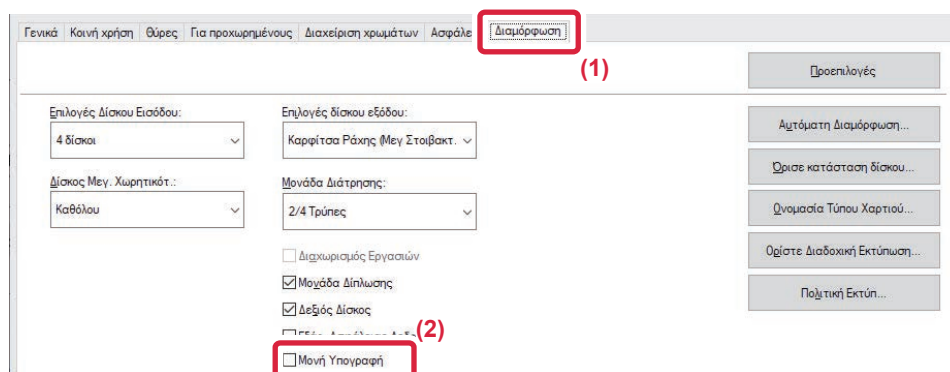 Γενικά Κοινή χρήση Θύρες Για προχωρημένους Διαχείριση χρωμάτων Ασφάλε Διαμόρφωση
(1)
Προεπιλογές
Επιλογές Δίσκου Εισόδου:
4 δίσκοι
Δίσκος Μεγ. Χωρητικότ.:
Καθόλου
Επιλογές δίσκου εξόδου:
Καρφίτσα Ράχης (Μεγ Στοιβακτ.
Μονάδα Διάτρησης:
2/4 Τρύπες
Διαχωρισμός Εργασιών
Μονάδα Δίπλωσης
Δεξιός Δίσκος
(2)
Μονή Υπογραφή
Αυτόματη Διαμόρφωση...
Όρισε κατάσταση δίσκου...
Ονομασία Τύπου Χαρτιού...
Ορίστε Διαδοχική Εκτύπωση...
Πολιτική Εκτύπ...